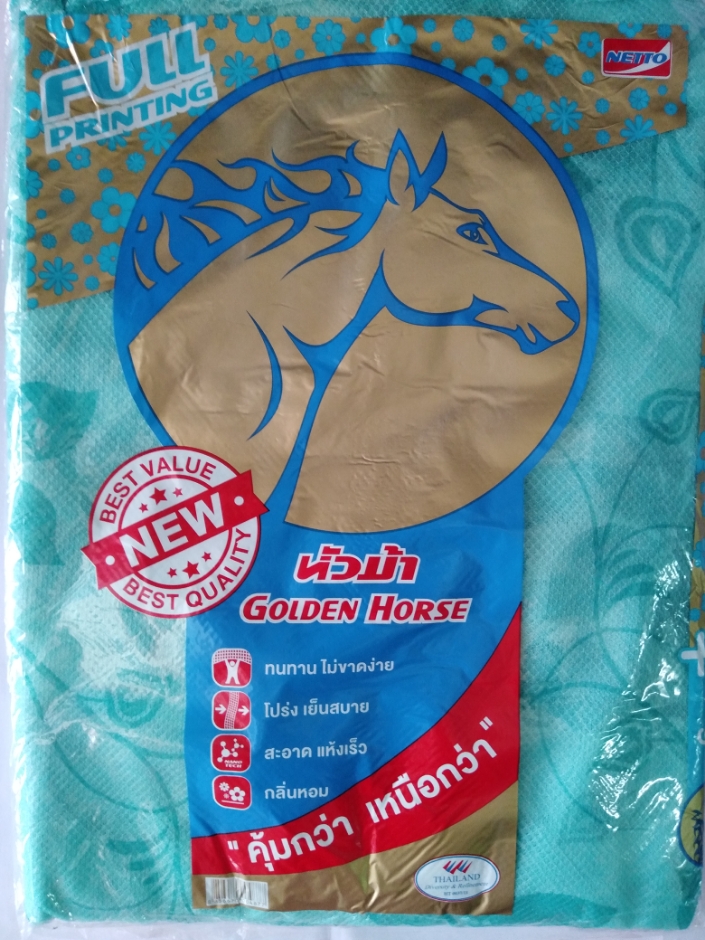 FULL
PRINTING
NETTO
BEST VALUE
NEW
BEST QUALITY
หัวม้า
GOLDEN HORSE
ทนทาน ไม่ขาดง่าย
โปร่ง เย็นสบาย
สะอาด แห้งเร็ว
NANO
TECH
กลิ่นหอม
"คุ้มกว่า เหนือกว่า"
THAILAND